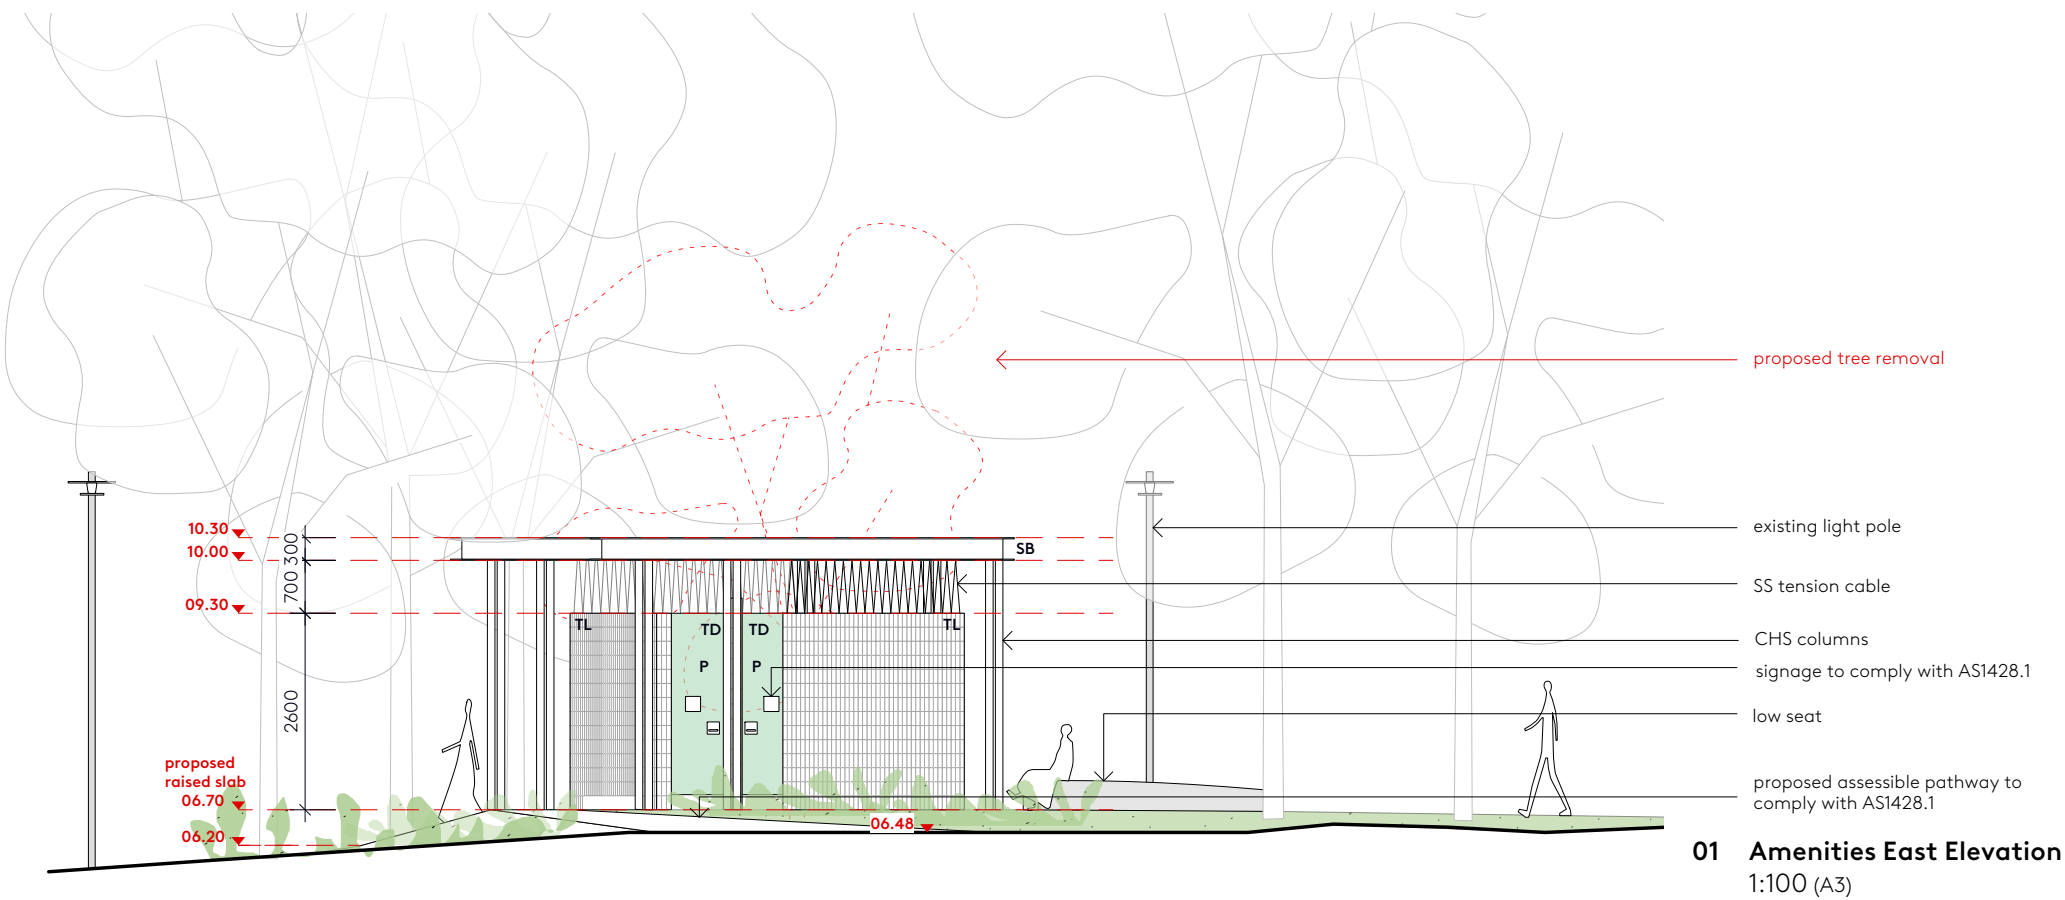 proposed tree removal
10.30
10.00
300
SB
existing light pole
700
SS tension cable
09.30
TL
TD
TD
TL
CHS columns
P
P
signage to comply with AS1428.1
2600
low seat
proposed
raised slab
06.70
proposed assessible pathway to
comply with AS1428.1
06.48
06.20
01 Amenities East Elevation
1:100 (A3)